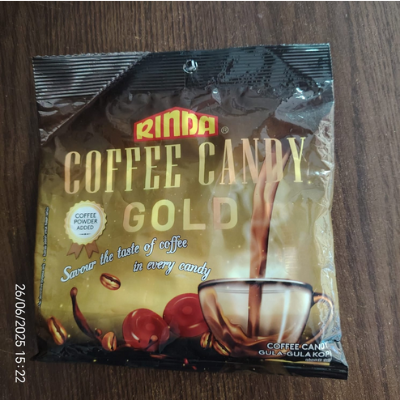 RINDA®
COFFEE CANDY
GOLD
COFFEE
POWDER
ADDED
Savour the taste of coffee
in every candy
COFFEE CANDY
GULA-GULA KOPI
26/06/2025 15:22